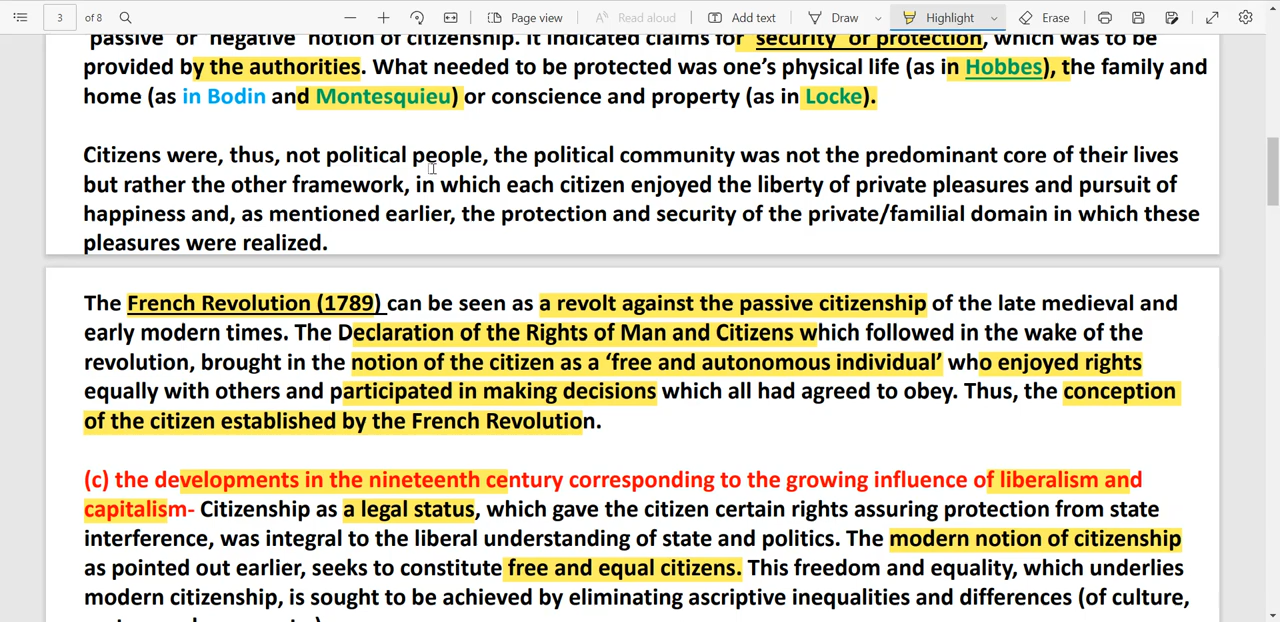 3 of 8 Page view Read aloud Add text Draw Highlight Erase
'passive' or 'negative' notion of citizenship. It indicated claims for 'security' or protection, which was to be
provided by the authorities. What needed to be protected was one's physical life (as in Hobbes), the family and
home (as in Bodin and Montesquieu) or conscience and property (as in Locke).
Citizens were, thus, not political people, the political community was not the predominant core of their lives
but rather the other framework, in which each citizen enjoyed the liberty of private pleasures and pursuit of
happiness and, as mentioned earlier, the protection and security of the private/familial domain in which these
pleasures were realized.
The French Revolution (1789) can be seen as a revolt against the passive citizenship of the late medieval and
early modern times. The Declaration of the Rights of Man and Citizens which followed in the wake of the
revolution, brought in the notion of the citizen as a ‘free and autonomous individual’ who enjoyed rights
equally with others and participated in making decisions which all had agreed to obey. Thus, the conception
of the citizen established by the French Revolution.
(c) the developments in the nineteenth century corresponding to the growing influence of liberalism and
capitalism- Citizenship as a legal status, which gave the citizen certain rights assuring protection from state
interference, was integral to the liberal understanding of state and politics. The modern notion of citizenship
as pointed out earlier, seeks to constitute free and equal citizens. This freedom and equality, which underlies
modern citizenship, is sought to be achieved by eliminating ascriptive inequalities and differences (of culture,